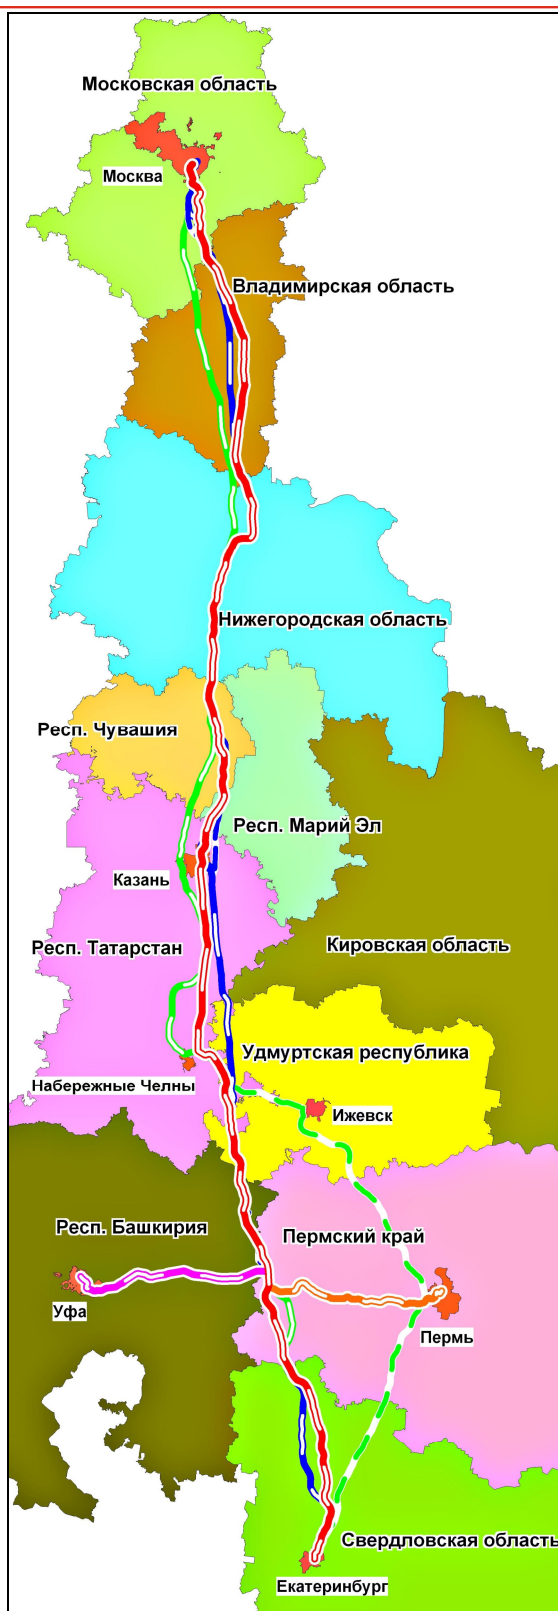 Московская область
Москва
Владимирская область
Нижегородская область
Респ. Чувашия
Респ. Марий Эл
Казань
Кировская область
Респ. Татарстан
Удмуртская республика
Набережные Челны
Ижевск
Респ. Башкирия
Пермский край
Уфа
Пермь
Свердловская область
Екатеринбург